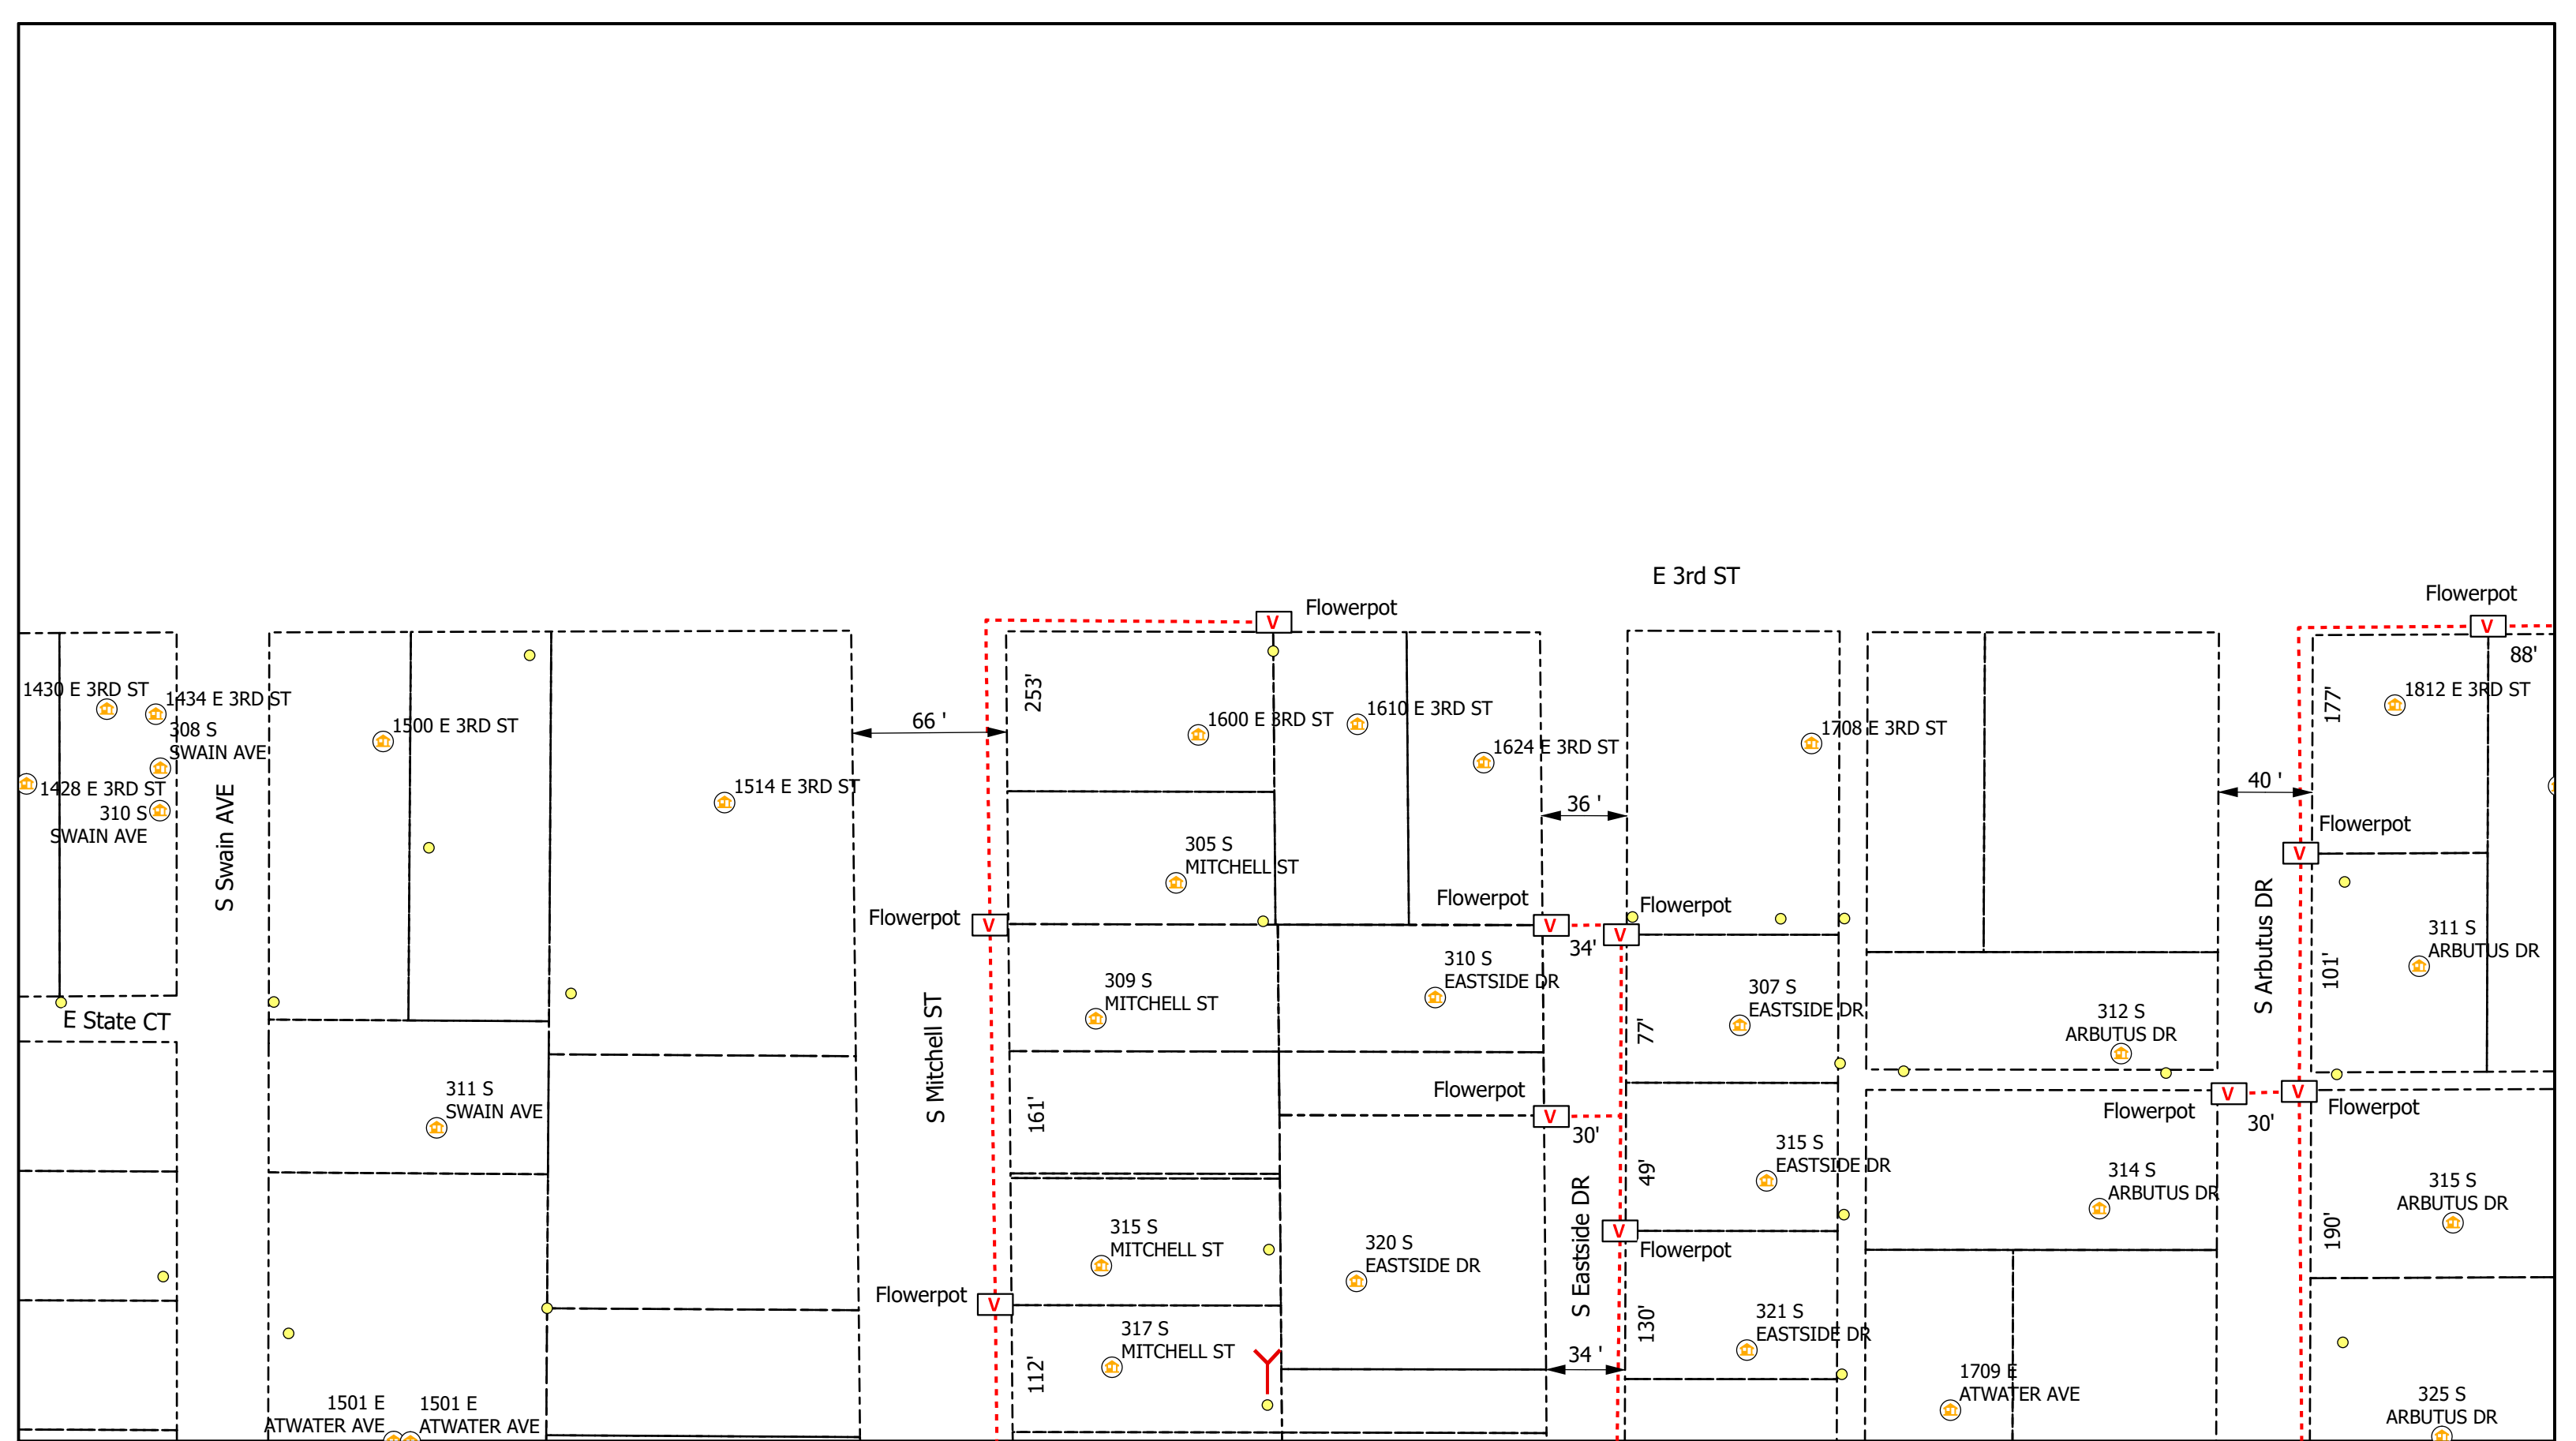 E 3rd ST
Flowerpot
Flowerpot
88'
1430 E 3RD ST
1434 E 3RD ST
308 S
SWAIN AVE
1428 E 3RD ST
310 S
SWAIN AVE
S Swain AVE
1500 E 3RD ST
1514 E 3RD ST
66 '
253'
1600 E 3RD ST
1610 E 3RD ST
1624 E 3RD ST
36 '
1708 E 3RD ST
40 '
177'
1812 E 3RD ST
V
V
305 S
MITCHELL ST
Flowerpot
V
Flowerpot
V
34'
Flowerpot
V
Flowerpot
V
S Arbutus DR
311 S
ARBUTUS DR
101'
E State CT
S Mitchell ST
309 S
MITCHELL ST
310 S
EASTSIDE DR
77'
307 S
EASTSIDE DR
312 S
ARBUTUS DR
311 S
SWAIN AVE
161'
Flowerpot
V
30'
Flowerpot
V
30'
V
Flowerpot
315 S
MITCHELL ST
320 S
EASTSIDE DR
S Eastside DR
49'
315 S
EASTSIDE DR
314 S
ARBUTUS DR
190'
315 S
ARBUTUS DR
Flowerpot
V
V
Flowerpot
317 S
MITCHELL ST
112'
34 '
130'
321 S
EASTSIDE DR
1709 E
ATWATER AVE
1501 E
ATWATER AVE
1501 E
ATWATER AVE
325 S
ARBUTUS DR